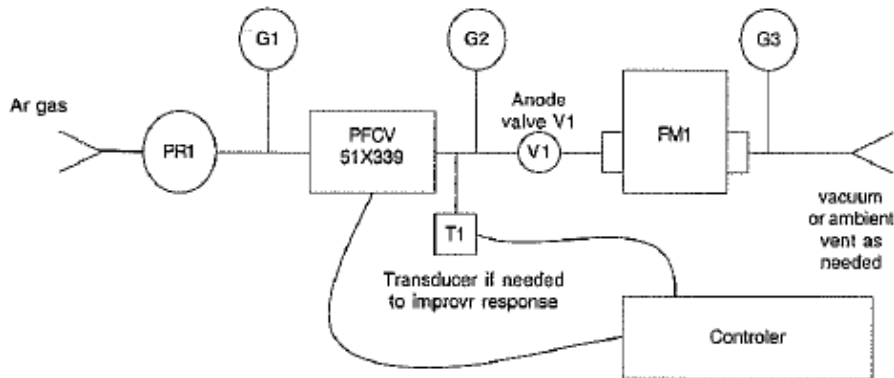 G1
G2
G3
Ar gas
Anode
valve V1
PR1
PFCV
51X339
V1
FM1
T1
vacuum
or ambient
vent as
needed
Transducer if needed
to improvr response
Controler